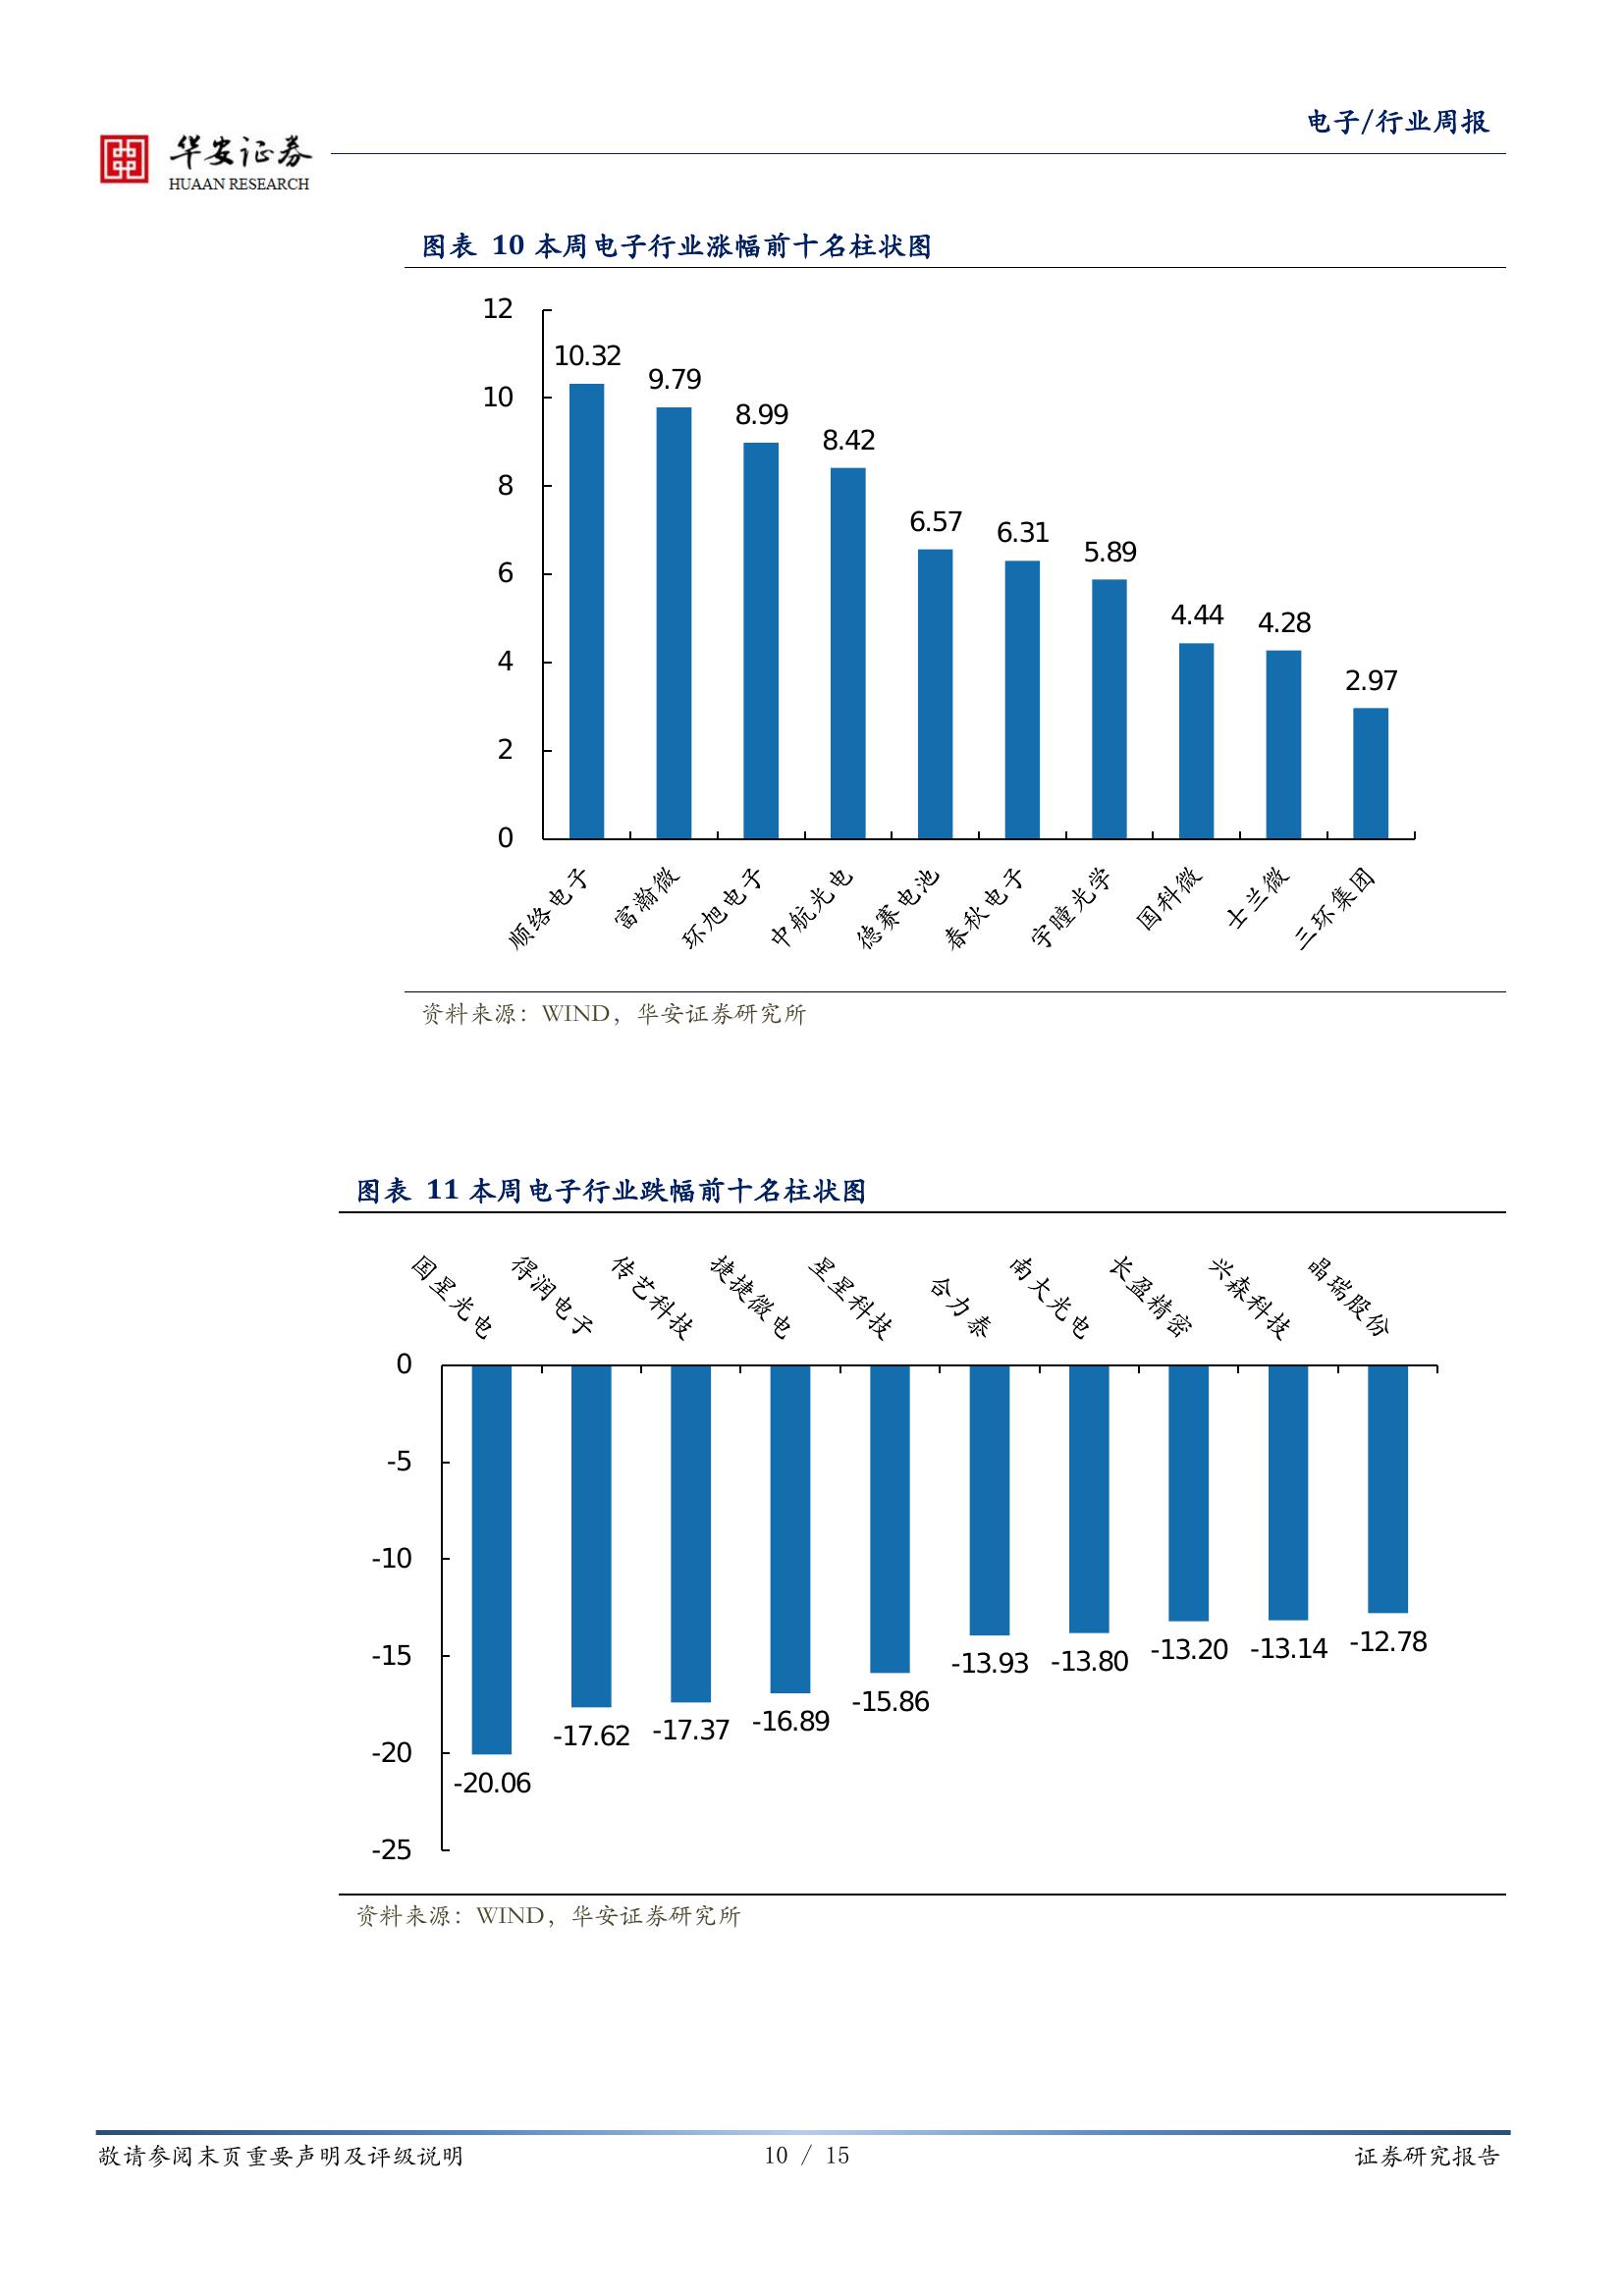 电子/行业周报
华安证券
HUAAN RESEARCH
图表 10 本周电子行业涨幅前十名柱状图
12
10
8
6
4
2
0
10.32
9.79
8.99
8.42
6.57
6.31
5.89
4.44
4.28
2.97
顺络电子
富瀚微
环旭电子
中航光电
德赛电池
春秋电子
宇瞳光学
国科微
士兰微
三环集团
资料来源：WIND，华安证券研究所
图表 11 本周电子行业跌幅前十名柱状图
国星光电
得润电子
传艺科技
捷捷微电
星星科技
合力泰
南大光电
长盈精密
兴森科技
晶瑞股份
0
-5
-10
-15
-20
-25
-20.06
-17.62
-17.37
-16.89
-15.86
-13.93
-13.80
-13.20
-13.14
-12.78
资料来源：WIND，华安证券研究所
敬请参阅末页重要声明及评级说明
10 / 15
证券研究报告